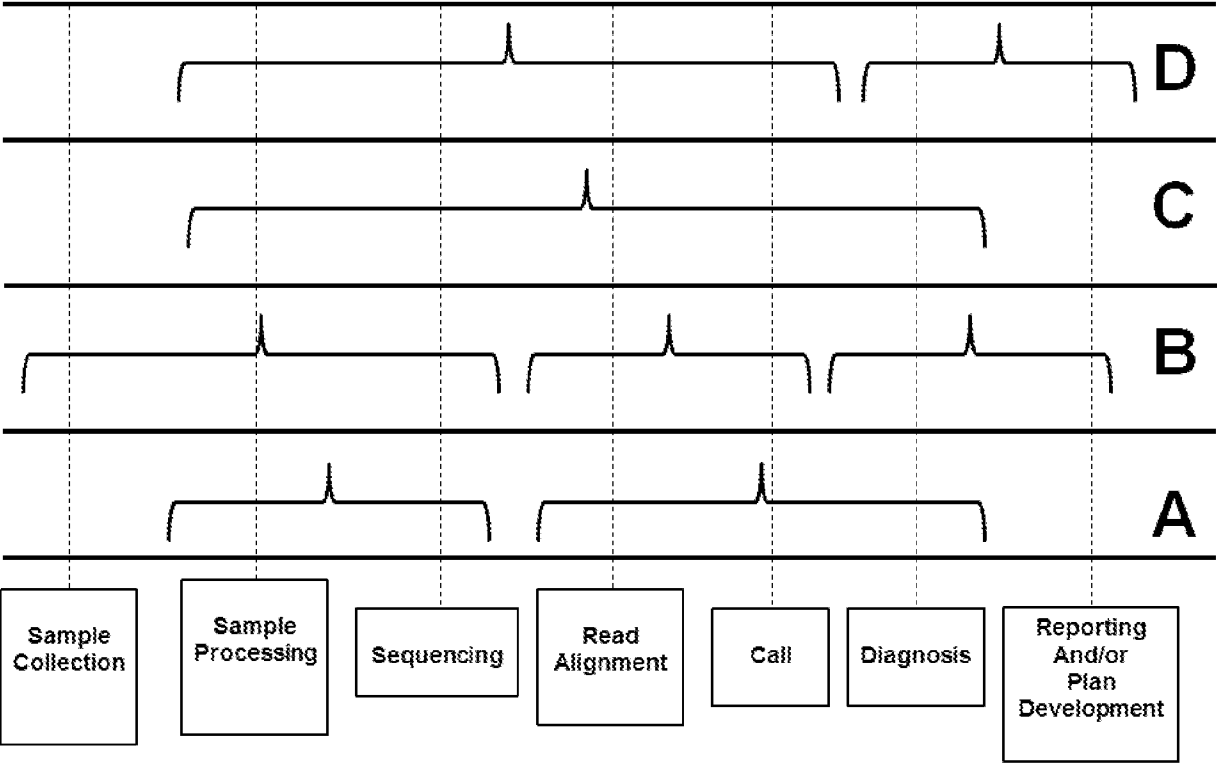 D
C
B
A
Sample
Collection
Sample
Processing
Sequencing
Read
Alignment
Call
Diagnosis
Reporting
And/or
Plan
Development